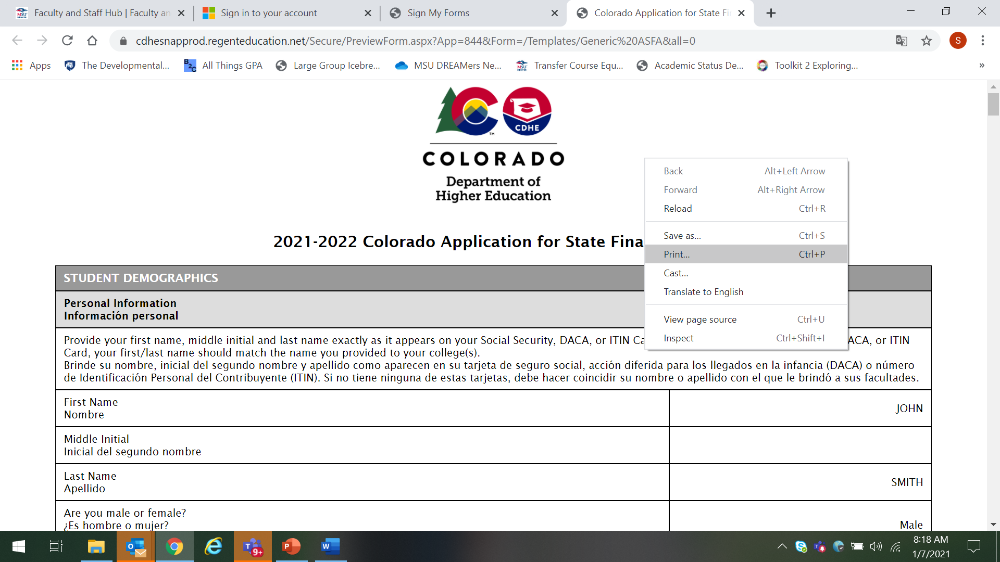 Faculty and Staff Hub | Faculty an
Sign in to your account
Sign My Forms
Colorado Application for State Fi
cdhesnapprod.regenteducation.net/Secure/PreviewForm.aspx?App=844&Form=/Templates/Generic%20ASFA&all=0
S
Apps
The Developmental...
B2C
All Things GPA
Large Group Icebre...
MSU DREAMers Ne...
MSU DENVER
Transfer Course Equ...
Academic Status De...
Toolkit 2 Exploring...
»
C
TM
CDHE
COLORADO
Department of
Higher Education
Back Alt+Left Arrow
Forward Alt+Right Arrow
Reload Ctrl+R
Save as... Ctrl+S
Print... Ctrl+P
Cast...
Translate to English
View page source Ctrl+U
Inspect Ctrl+Shift+I
2021-2022 Colorado Application for State Fina
STUDENT DEMOGRAPHICS
Personal Information
Información personal
Provide your first name, middle initial and last name exactly as it appears on your Social Security, DACA, or ITIN Ca ACA, or ITIN
Card, your first/last name should match the name you provided to your college(s).
Brinde su nombre, inicial del segundo nombre y apellido como aparecen en su tarjeta de seguro social, acción diferida para los llegados en la infancia (DACA) o número
de Identificación Personal del Contribuyente (ITIN). Si no tiene ninguna de estas tarjetas, debe hacer coincidir su nombre o apellido con el que le brindó a sus facultades.
First Name
Nombre
JOHN
Middle Initial
Inicial del segundo nombre
Last Name
Apellido
SMITH
Are you male or female?
¿Es hombre o mujer?
Male
9+
8:18 AM
1/7/2021